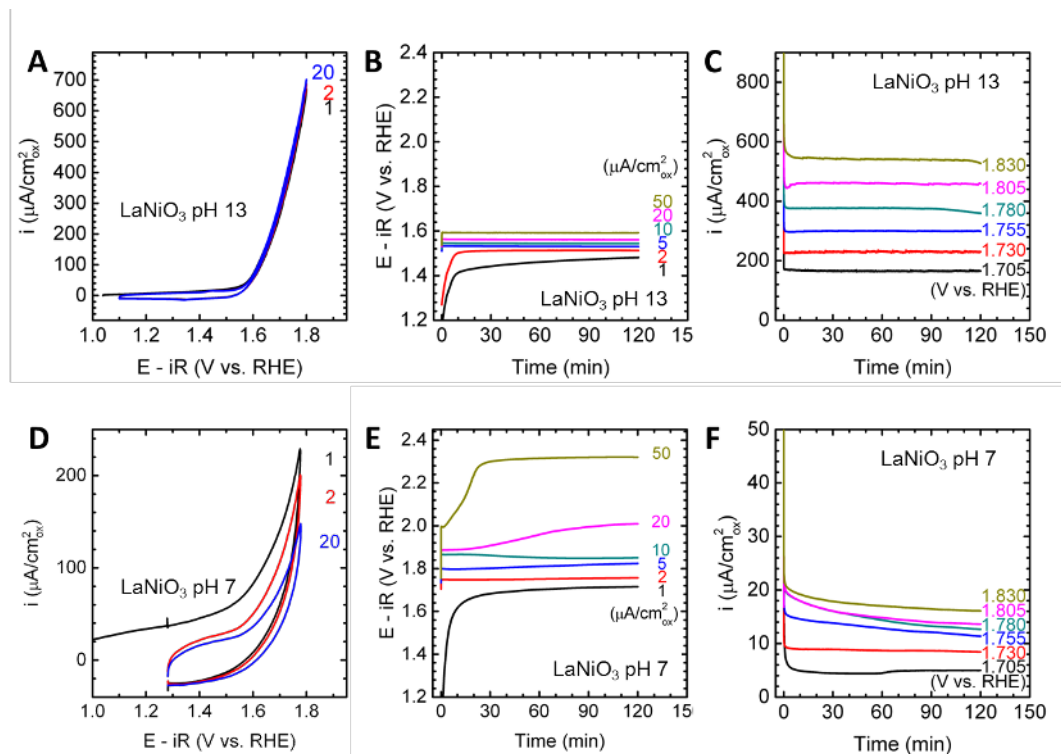 A
i (µA/cm²ox)
700
600
500
400
300
200
100
0
20
2
1
LaNiO3 pH 13
1.0 1.2 1.4 1.6 1.8
E - iR (V vs. RHE)
B
E - iR (V vs. RHE)
2.4
2.2
2.0
1.8
1.6
1.4
1.2
(µA/cm²ox)
50
20
10
5
2
1
LaNiO3 pH 13
0 30 60 90 120 150
Time (min)
C
i (µA/cm²ox)
800
600
400
200
0
LaNiO3 pH 13
1.830
1.805
1.780
1.755
1.730
1.705
(V vs. RHE)
0 30 60 90 120 150
Time (min)
D
i (µA/cm²ox)
200
100
0
1
2
20
LaNiO3 pH 7
1.0 1.2 1.4 1.6 1.8
E - iR (V vs. RHE)
E
E - iR (V vs. RHE)
2.4
2.2
2.0
1.8
1.6
1.4
1.2
50
20
10
5
2
1
(µA/cm²ox)
LaNiO3 pH 7
0 30 60 90 120 150
Time (min)
F
i (µA/cm²ox)
50
40
30
20
10
0
LaNiO3 pH 7
1.830
1.805
1.780
1.755
1.730
1.705
(V vs. RHE)
0 30 60 90 120 150
Time (min)